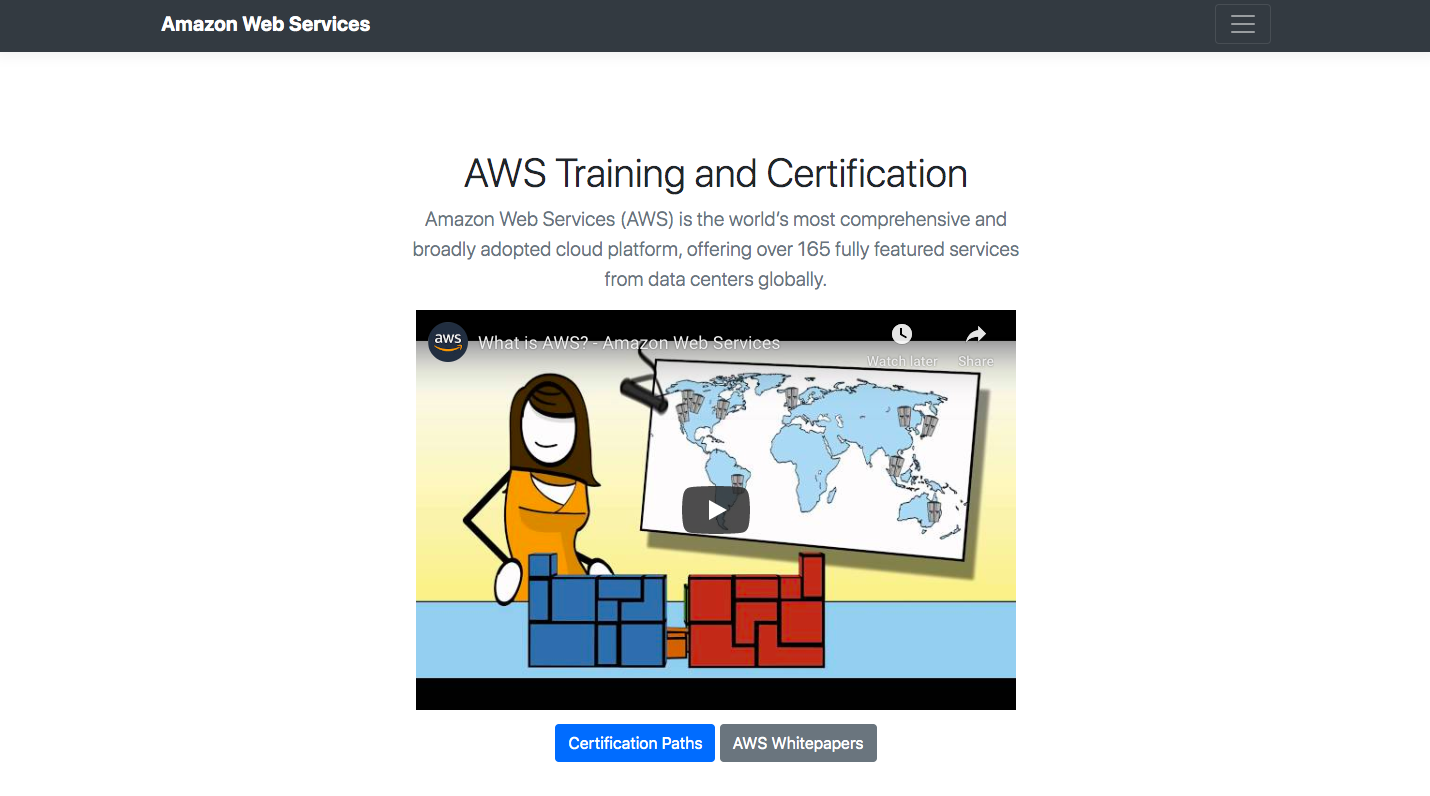 Amazon Web Services
AWS Training and Certification
Amazon Web Services (AWS) is the world’s most comprehensive and
broadly adopted cloud platform, offering over 165 fully featured services
from data centers globally.
aws
What is AWS? - Amazon Web Services
Watch later
Share
Certification Paths
AWS Whitepapers